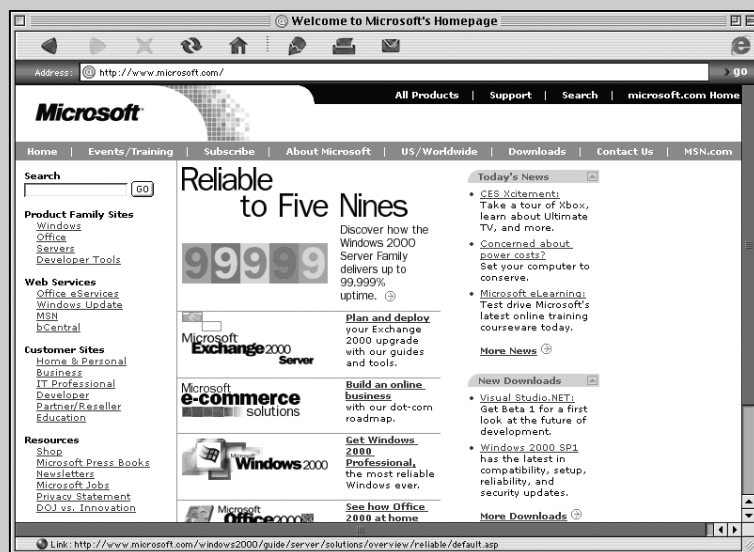 Welcome to Microsoft's Homepage
Address: @ http://www.microsoft.com/ go
All Products | Support | Search | microsoft.com Home
Microsoft
Home | Events/Training | Subscribe | About Microsoft | US/Worldwide | Downloads | Contact Us | MSN.com
Search
GO
Product Family Sites
Windows
Office
Servers
Developer Tools
Web Services
Office eServices
Windows Update
MSN
bCentral
Customer Sites
Home & Personal
Business
IT Professional
Developer
Partner/Reseller
Education
Resources
Shop
Microsoft Press Books
Newsletters
Microsoft Jobs
Privacy Statement
DOJ vs. Innovation
Reliable
to Five Nines
99999
Discover how the
Windows 2000
Server Family
delivers up to
99.999%
uptime.
Microsoft
Exchange 2000
Server
Plan and deploy
your Exchange
2000 upgrade
with our guides
and tools.
Microsoft
e-commerce
solutions
Build an online
business
with our dot-com
roadmap.
Microsoft
Windows 2000
Get Windows
2000
Professional,
the most reliable
Windows ever.
Microsoft
Office 2000
See how Office
2000 at home
Today's News
• CES Xcitement:
Take a tour of Xbox,
learn about Ultimate
TV, and more.
• Concerned about
power costs?
Set your computer to
conserve.
• Microsoft eLearning:
Test drive Microsoft's
latest online training
courseware today.
More News
New Downloads
• Visual Studio.NET:
Get Beta 1 for a first
look at the future of
development.
• Windows 2000 SP1
has the latest in
compatibility, setup,
reliability, and
security updates.
More Downloads
Link: http://www.microsoft.com/windows2000/guide/server/solutions/overview/reliable/default.asp